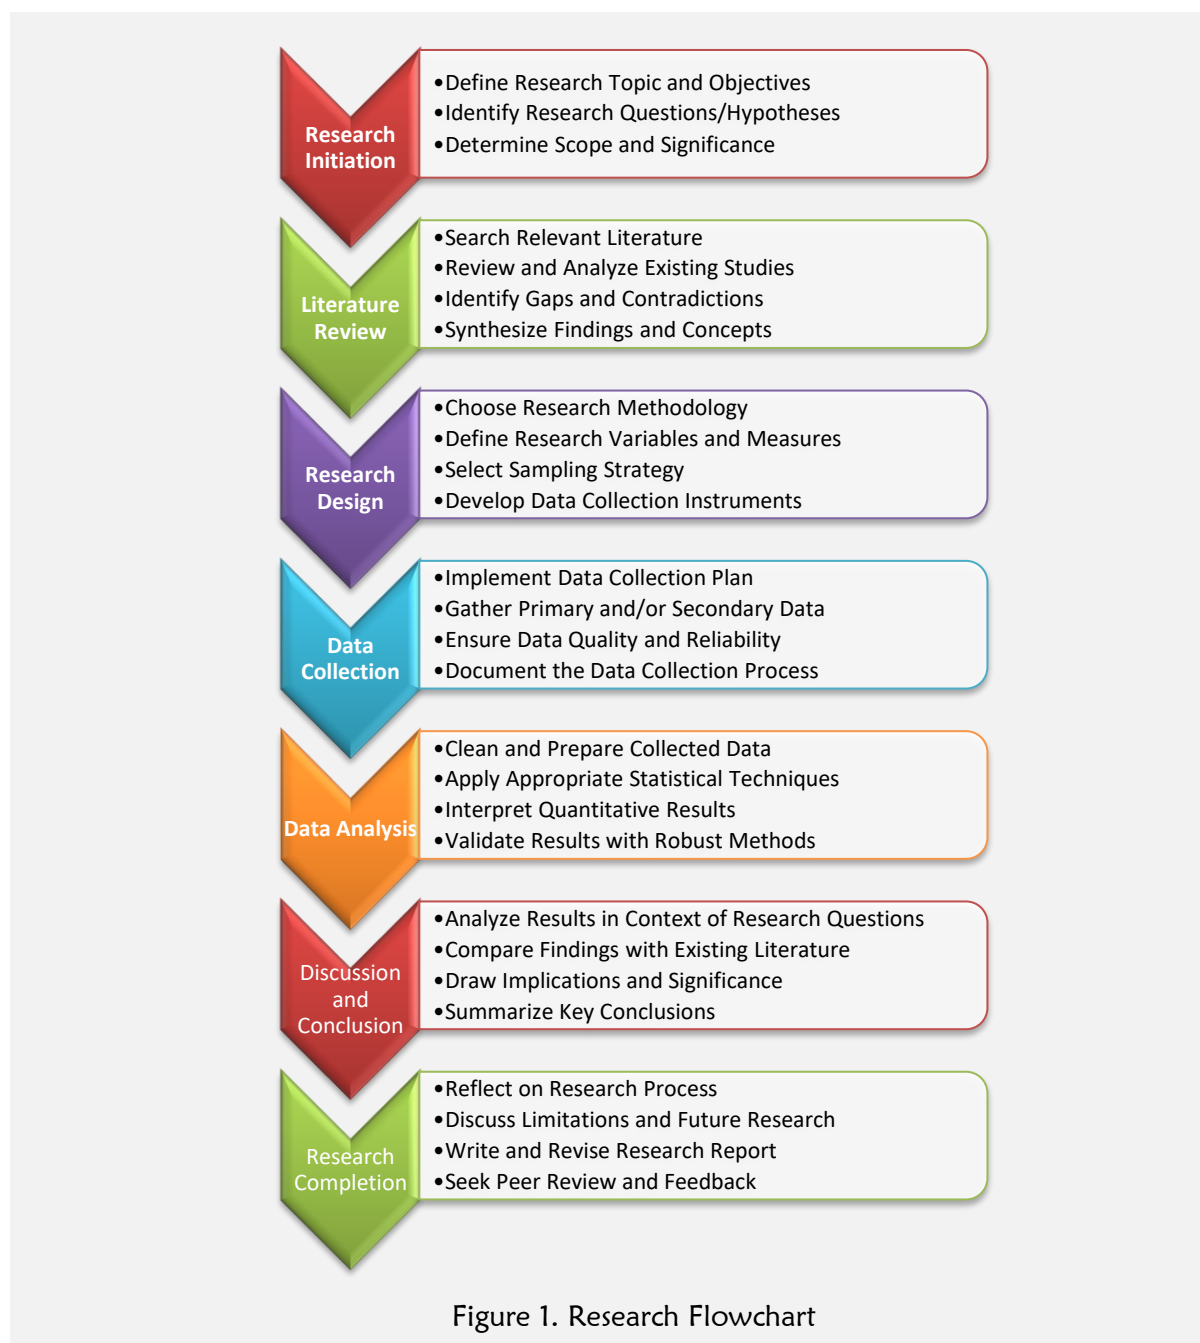 Research
Initiation
•Define Research Topic and Objectives
•Identify Research Questions/Hypotheses
•Determine Scope and Significance
Literature
Review
•Search Relevant Literature
•Review and Analyze Existing Studies
•Identify Gaps and Contradictions
•Synthesize Findings and Concepts
Research
Design
•Choose Research Methodology
•Define Research Variables and Measures
•Select Sampling Strategy
•Develop Data Collection Instruments
Data
Collection
•Implement Data Collection Plan
•Gather Primary and/or Secondary Data
•Ensure Data Quality and Reliability
•Document the Data Collection Process
Data Analysis
•Clean and Prepare Collected Data
•Apply Appropriate Statistical Techniques
•Interpret Quantitative Results
•Validate Results with Robust Methods
Discussion
and
Conclusion
•Analyze Results in Context of Research Questions
•Compare Findings with Existing Literature
•Draw Implications and Significance
•Summarize Key Conclusions
Research
Completion
•Reflect on Research Process
•Discuss Limitations and Future Research
•Write and Revise Research Report
•Seek Peer Review and Feedback
Figure 1. Research Flowchart